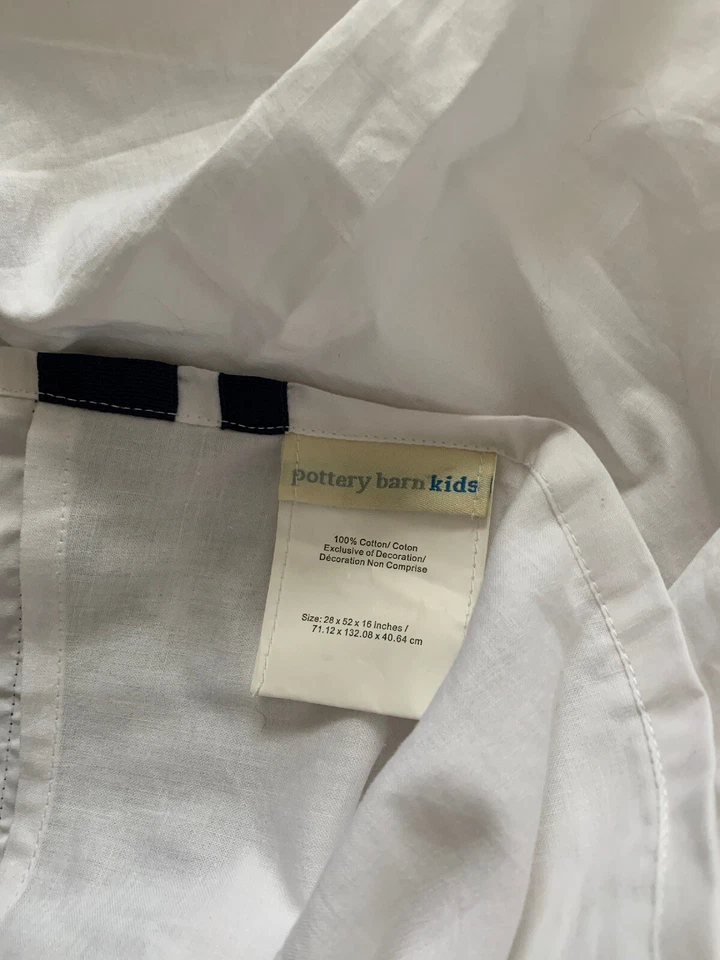 pottery barn kids
100% Cotton/ Coton
Exclusive of Decoration/
Décoration Non Comprise
Size: 28 x 52 x 16 inches /
71.12 x 132.08 x 40.64 cm